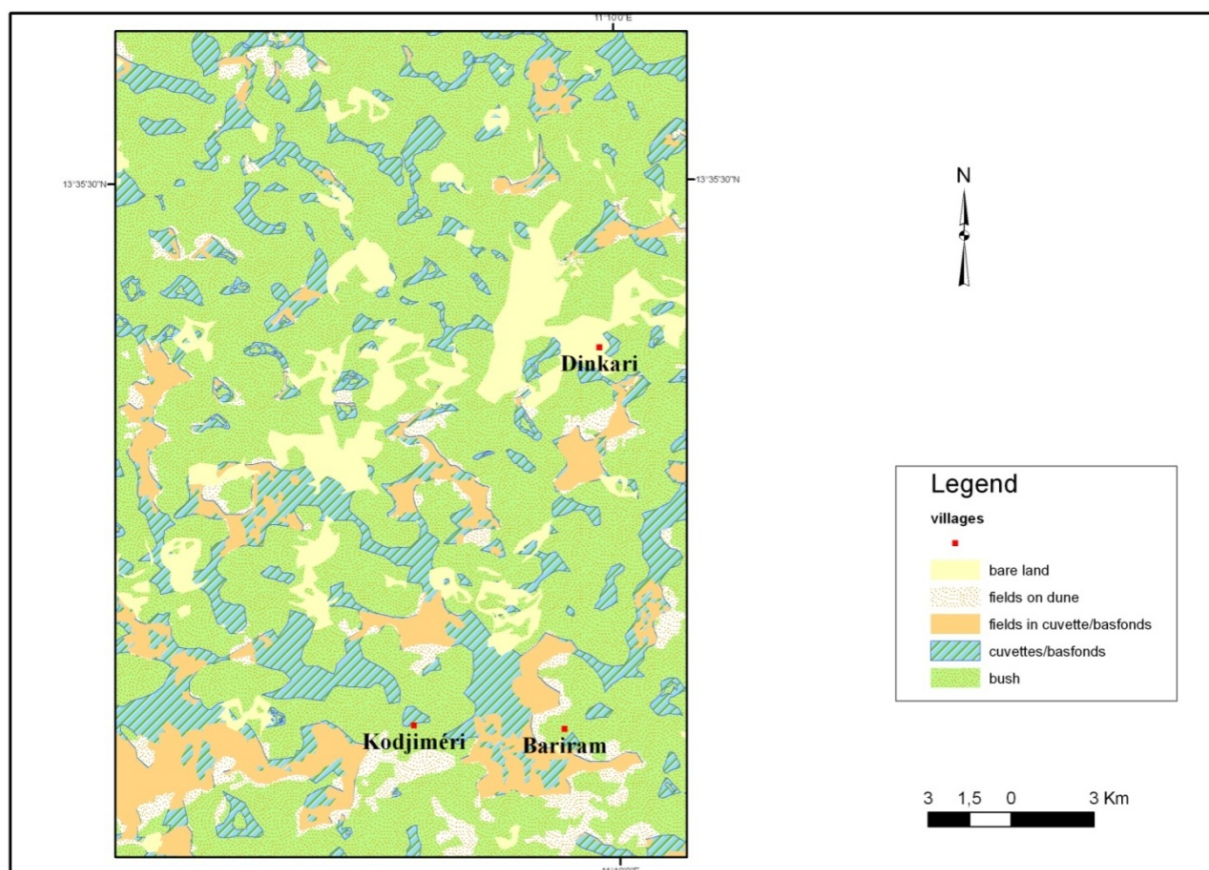 11°10'0"E
13°35'30"N
13°35'30"N
N
Dinkari
Legend
villages
bare land
fields on dune
fields in cuvette/basfonds
cuvettes/basfonds
bush
Kodjiméri
Bariram
3 1,5 0 3 Km